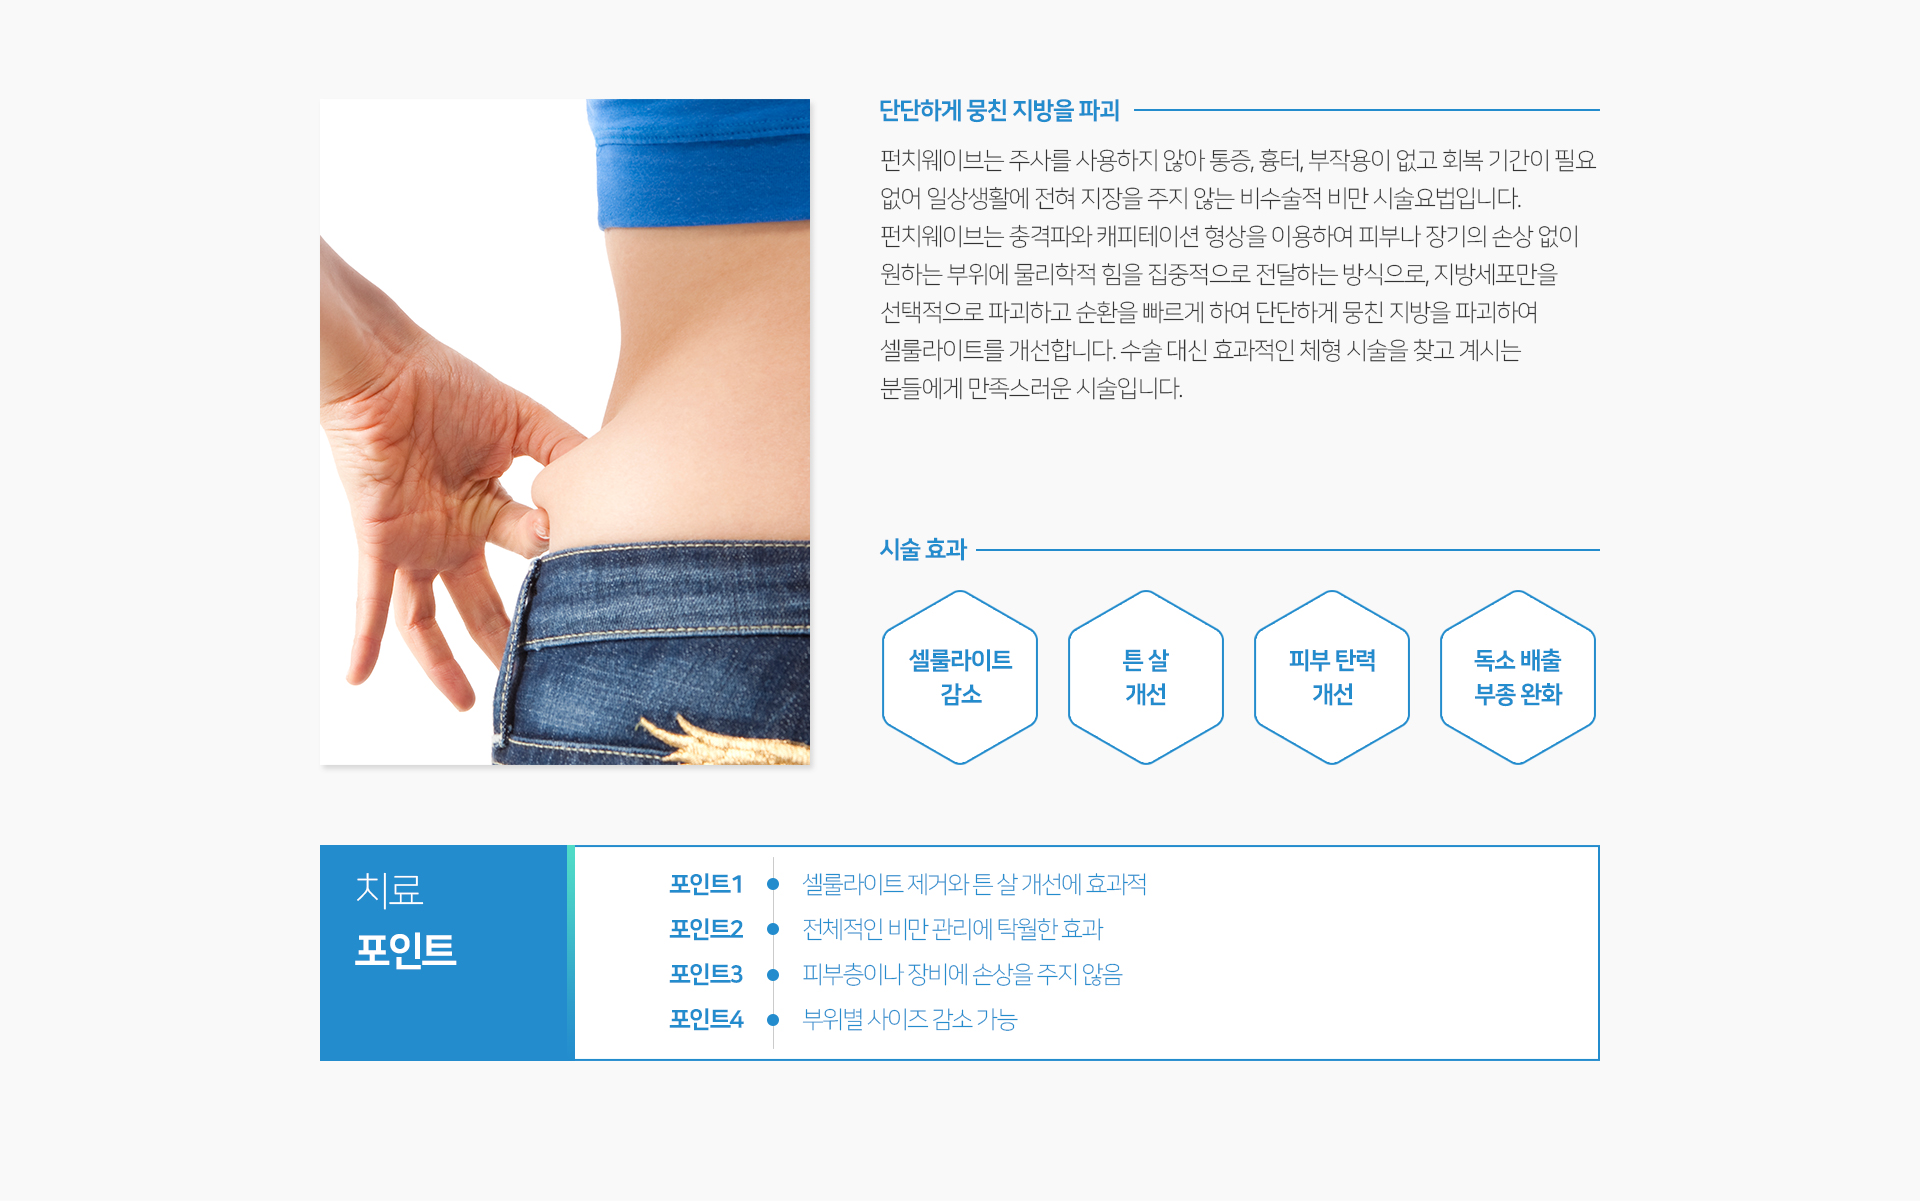 단단하게 뭉친 지방을 파괴
펀치웨이브는 주사를 사용하지 않아 통증, 흉터, 부작용이 없고 회복 기간이 필요
없어 일상생활에 전혀 지장을 주지 않는 비수술적 비만 시술요법입니다.
펀치웨이브는 충격파와 캐피테이션 형상을 이용하여 피부나 장기의 손상 없이
원하는 부위에 물리학적 힘을 집중적으로 전달하는 방식으로, 지방세포만을
선택적으로 파괴하고 순환을 빠르게 하여 단단하게 뭉친 지방을 파괴하여
셀룰라이트를 개선합니다. 수술 대신 효과적인 체형 시술을 찾고 계시는
분들에게 만족스러운 시술입니다.
시술 효과
셀룰라이트
감소
튼 살
개선
피부 탄력
개선
독소 배출
부종 완화
치료
포인트
포인트1 셀룰라이트 제거와 튼 살 개선에 효과적
포인트2 전체적인 비만 관리에 탁월한 효과
포인트3 피부층이나 장비에 손상을 주지 않음
포인트4 부위별 사이즈 감소 가능